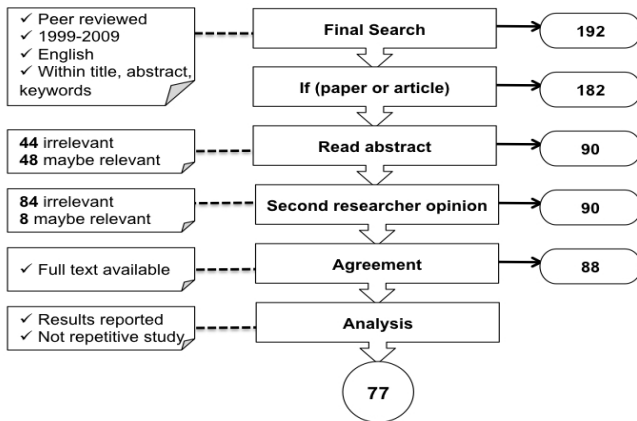 ✓ Peer reviewed
✓ 1999-2009
✓ English
✓ Within title, abstract,
keywords
Final Search
192
If (paper or article)
182
44 irrelevant
48 maybe relevant
Read abstract
90
84 irrelevant
8 maybe relevant
Second researcher opinion
90
✓ Full text available
Agreement
88
✓ Results reported
✓ Not repetitive study
Analysis
77